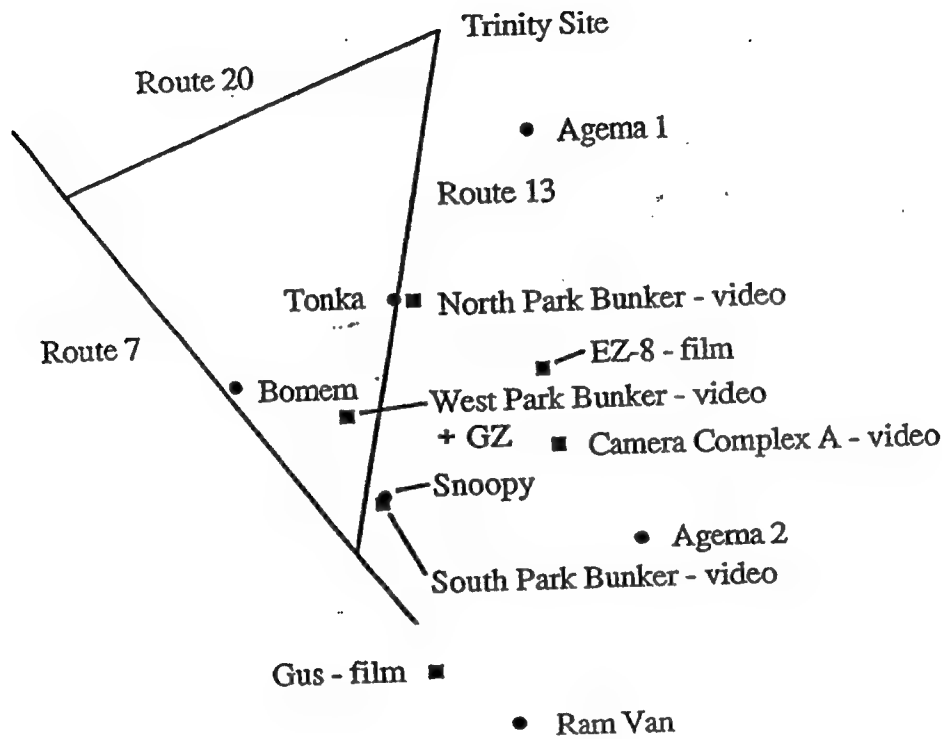 Trinity Site
Route 20
Agema 1
Route 13
Tonka
North Park Bunker - video
Route 7
EZ-8 - film
Bomem
West Park Bunker - video
+ GZ
Camera Complex A - video
Snoopy
Agema 2
South Park Bunker - video
Gus - film
Ram Van